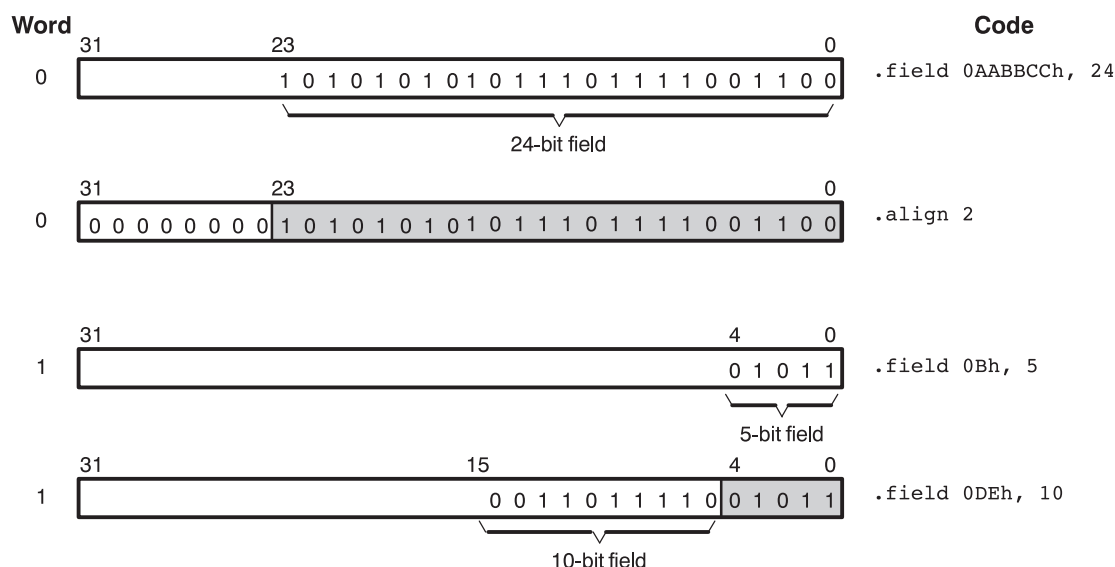 Word
Code
31 23 0
0 1 0 1 0 1 0 1 0 1 0 1 1 1 0 1 1 1 1 0 0 1 1 0 0 .field 0AABBCCh, 24
24-bit field
31 23 0
0 0 0 0 0 0 0 0 0 1 0 1 0 1 0 1 0 1 0 1 1 1 0 1 1 1 1 0 0 1 1 0 0 .align 2
31 4 0
1 0 1 0 1 1 .field 0Bh, 5
5-bit field
31 15 4 0
1 0 0 1 1 0 1 1 1 1 0 0 1 0 1 1 .field 0DEh, 10
10-bit field